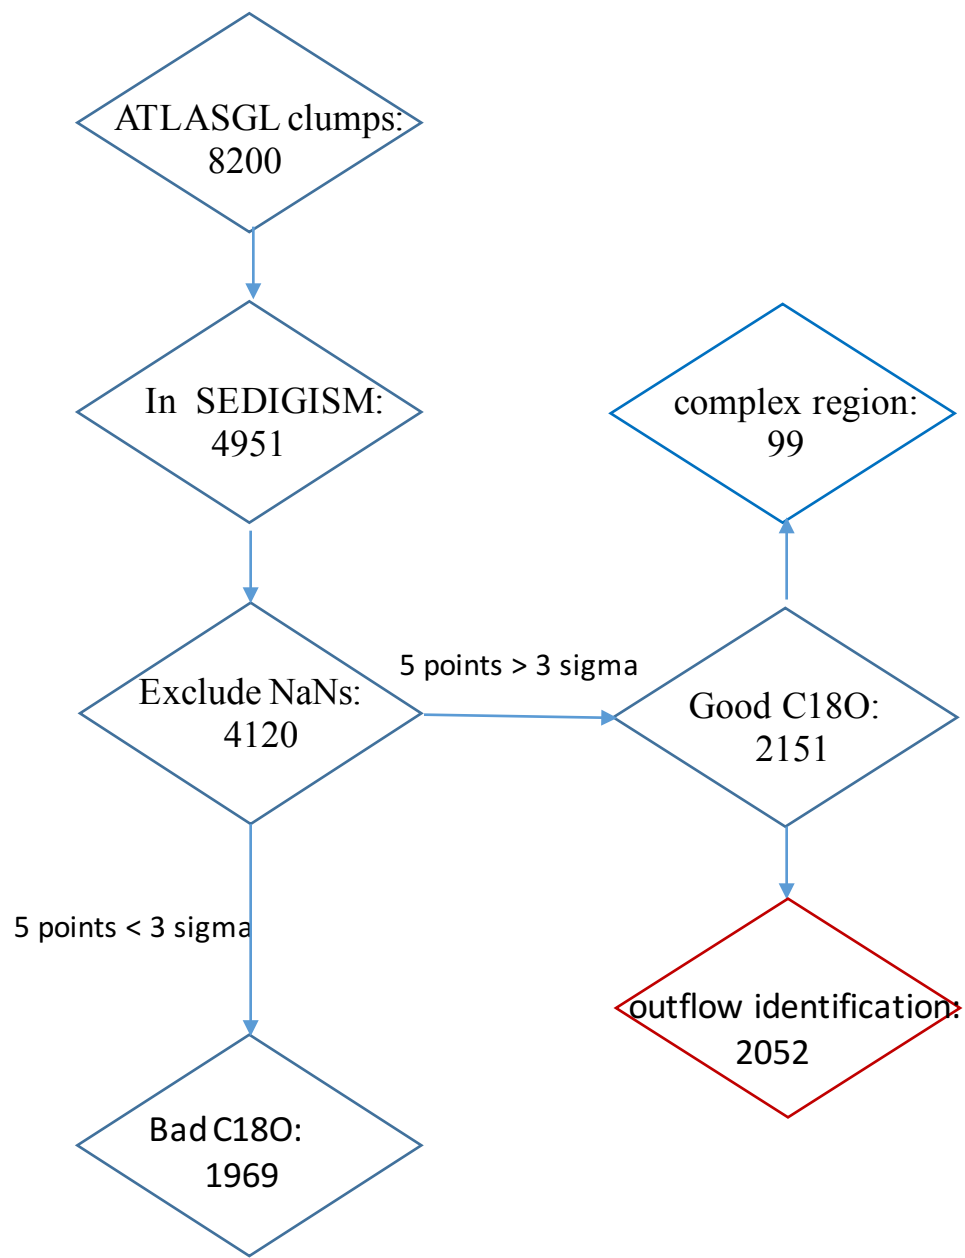 ATLASGL clumps:
8200
In SEDIGISM:
4951
complex region:
99
5 points > 3 sigma
Exclude NaNs:
4120
Good C18O:
2151
5 points < 3 sigma
outflow identification:
2052
Bad C18O:
1969